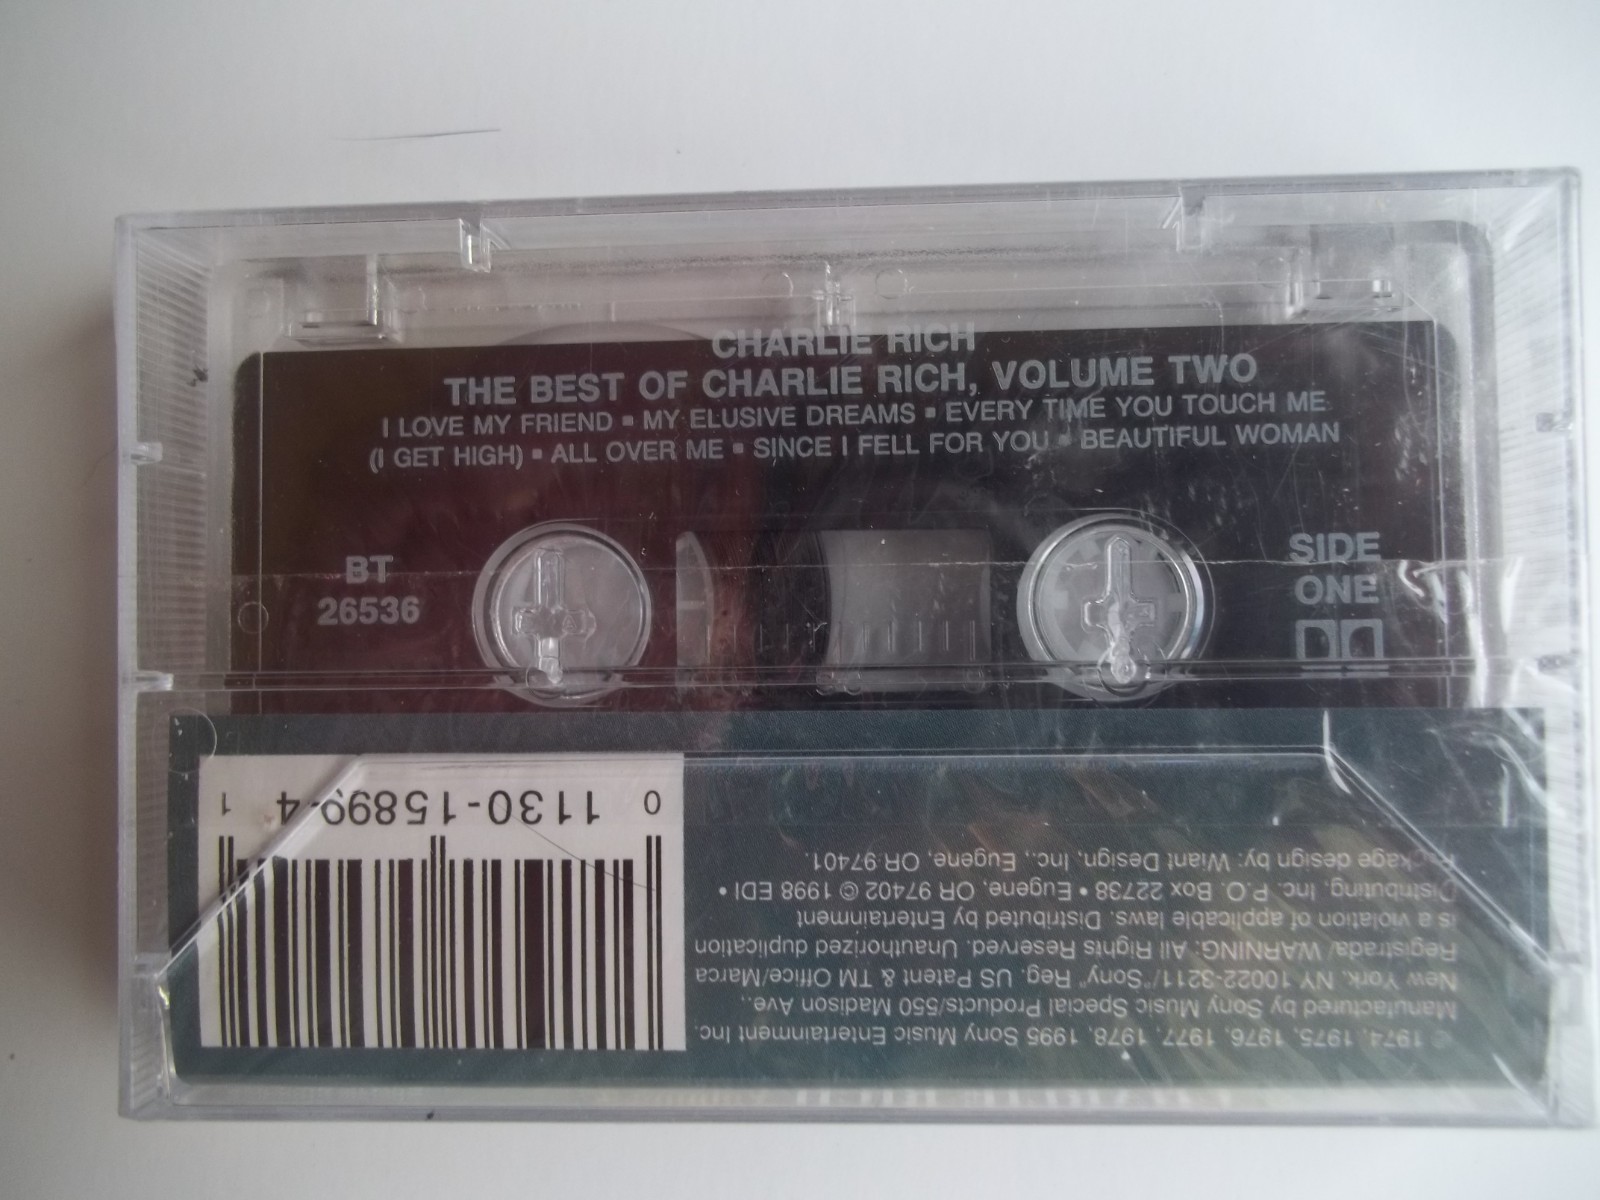 CHARLIE RICH
THE BEST OF CHARLIE RICH, VOLUME TWO
I LOVE MY FRIEND ▪ MY ELUSIVE DREAMS ▪ EVERY TIME YOU TOUCH ME
(I GET HIGH) ▪ ALL OVER ME ▪ SINCE I FELL FOR YOU ▪ BEAUTIFUL WOMAN
BT
26536
SIDE
ONE
© 1974, 1975, 1976, 1977, 1978, 1995 Sony Music Entertainment Inc.
Manufactured by Sony Music Special Products/550 Madison Ave.,
New York, NY 10022-3211/"Sony" Reg. US Patent & TM Office/Marca
Registrada/ WARNING: All Rights Reserved. Unauthorized duplication
is a violation of applicable laws. Distributed by Entertainment
Distributing, Inc. P.O. Box 22738 • Eugene, OR 97402 © 1998 EDI •
Package design by: Wiant Design, Inc., Eugene, OR 97401.
0 1130-15899-4 1